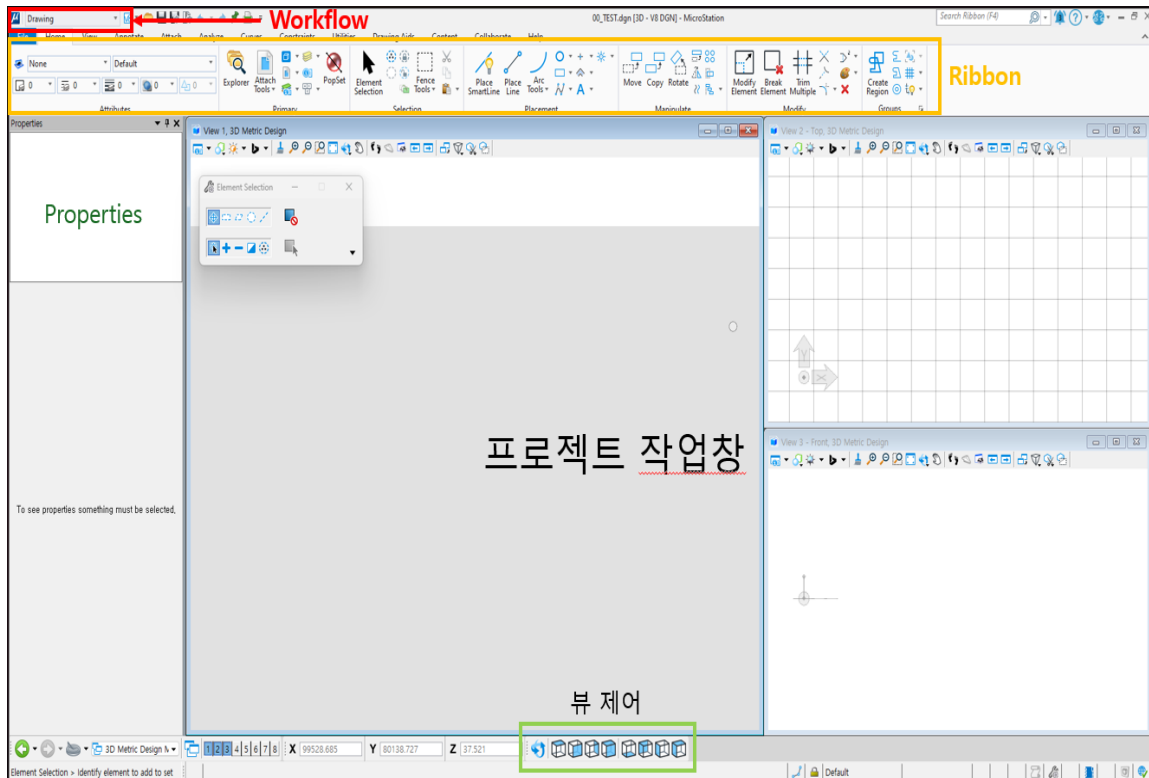 Drawing
Workflow
00_TEST.dgn [3D - V8 DGN] - MicroStation
Search Ribbon (F4)
File Home View Annotate Attach Analyze Curves Constraints Utilities Drawing Aids Content Collaborate Help
None Default
0 0 0 0 0
Explorer Attach Tools PopSet
Element Selection Fence Tools
Place SmartLine Place Line Arc Tools
Move Copy Rotate
Modify Element Break Element Trim Multiple
Create Region
Attributes Primary Selection Placement Manipulate Modify Groups
Ribbon
Properties
View 1, 3D Metric Design
View 2 - Top, 3D Metric Design
Element Selection
Properties
Y
X
프로젝트 작업창
View 3 - Front, 3D Metric Design
To see properties something must be selected.
뷰 제어
3D Metric Design 1 2 3 4 5 6 7 8 X 99528.685 Y 80138.727 Z 37.521
Element Selection > Identify element to add to set
Default